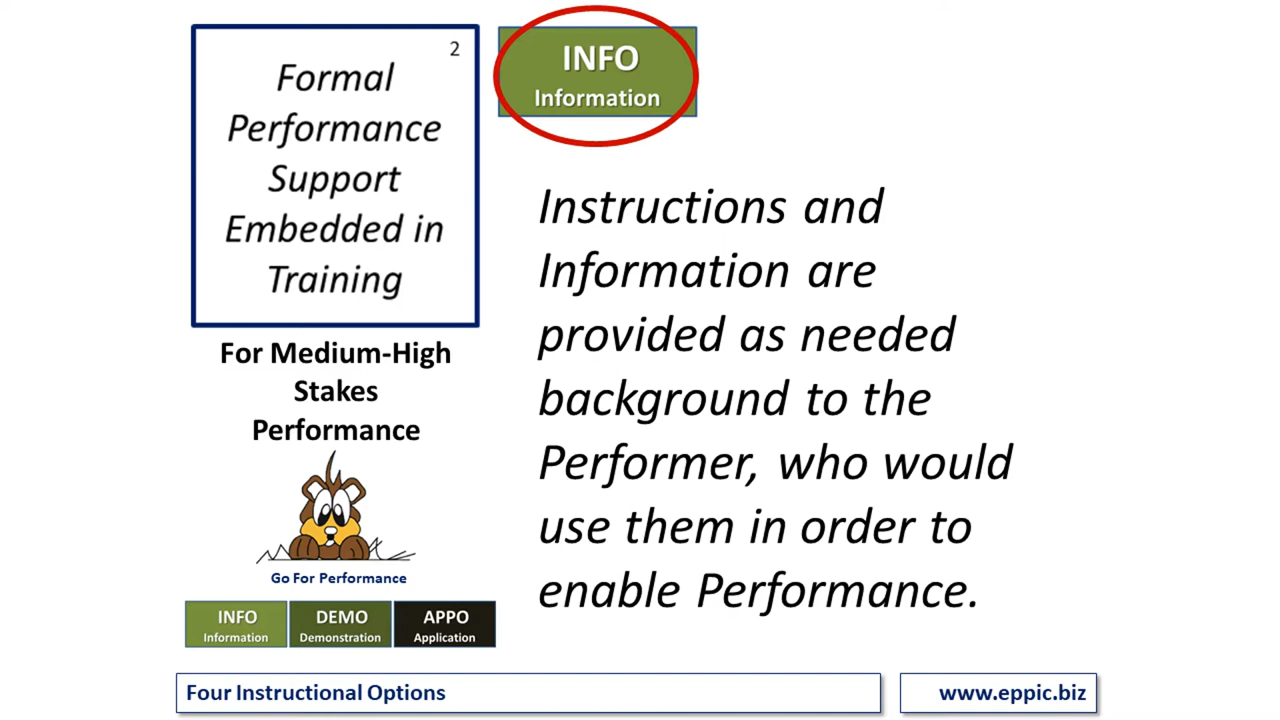 2
Formal
Performance
Support
Embedded in
Training
For Medium-High
Stakes
Performance
Go For Performance
INFO
Information
DEMO
Demonstration
APPO
Application
INFO
Information
Instructions and
Information are
provided as needed
background to the
Performer, who would
use them in order to
enable Performance.
Four Instructional Options
www.eppic.biz